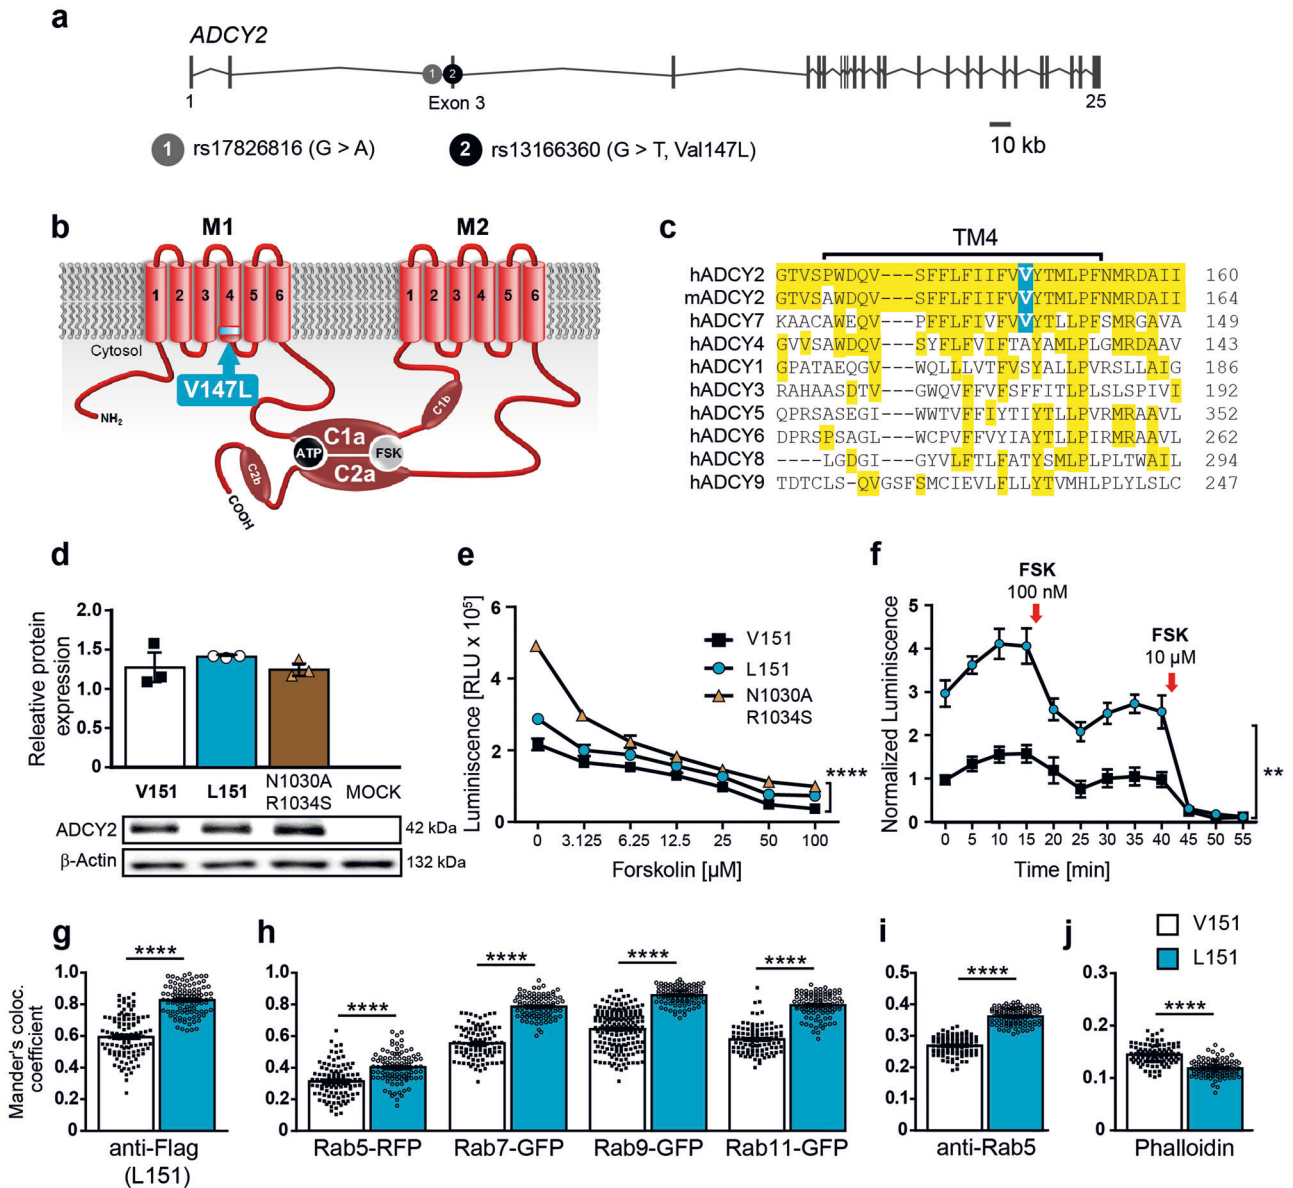 a
ADCY2
1
2
1
Exon 3
25
1 rs17826816 (G > A)
2 rs13166360 (G > T, Val147L)
10 kb
b
M1
M2
1 2 3 4 5 6
1 2 3 4 5 6
Cytosol
V147L
NH2
C1b
C1a
ATP
FSK
C2a
C2b
COOH
c
TM4
hADCY2 GTVSPWDQV---SFFLFIIFVVYTMLPFNMRDAII 160
mADCY2 GTVSAWDQV---SFFLFIIFVVYTMLPFNMRDAII 164
hADCY7 KAACAWEQV---PFFLFIVFVVYTLLPFSMRGAVA 149
hADCY4 GVVSAWDQV---SYFLFVIFTAYAMLPLGMRDAAV 143
hADCY1 GPATAEQGV---WQLLLVTFVSYALLPVRSLLAIG 186
hADCY3 RAHAASDTV---GWQVFFVFSFFITLPLSLSPIVI 192
hADCY5 QPRSASEGI---WWTVFFIYTIYTLLPVRMRAAVL 352
hADCY6 DPRSPSAGL---WCPVFFVYIAYTLLPIRMRAAVL 262
hADCY8 ----LGDGI---GYVLFTLFATYSMLPLPLTWAIL 294
hADCY9 TDTCLS-QVGSFSMCIEVLFLLYTVMHLPLYLSLC 247
d
Releative protein
expression
2.0
1.5
1.0
0.5
0
V151 L151 N1030A R1034S MOCK
ADCY2 42 kDa
β-Actin 132 kDa
e
Luminiscence [RLU x 10⁵]
6
4
2
0
V151
L151
N1030A
R1034S
****
0 3.125 6.25 12.5 25 50 100
Forskolin [µM]
f
Normalized Luminiscence
FSK
100 nM
FSK
10 µM
5
4
3
2
1
0
**
0 5 10 15 20 25 30 35 40 45 50 55
Time [min]
g
Mander's coloc.
coefficient
1.0
0.8
0.6
0.4
0.2
0
****
anti-Flag
(L151)
h
1.0
0.8
0.6
0.4
0.2
0
**** **** **** ****
Rab5-RFP Rab7-GFP Rab9-GFP Rab11-GFP
i
0.5
0.4
0.3
0.2
0.1
0
****
anti-Rab5
j
V151
L151
0.3
0.2
0.1
0
****
Phalloidin